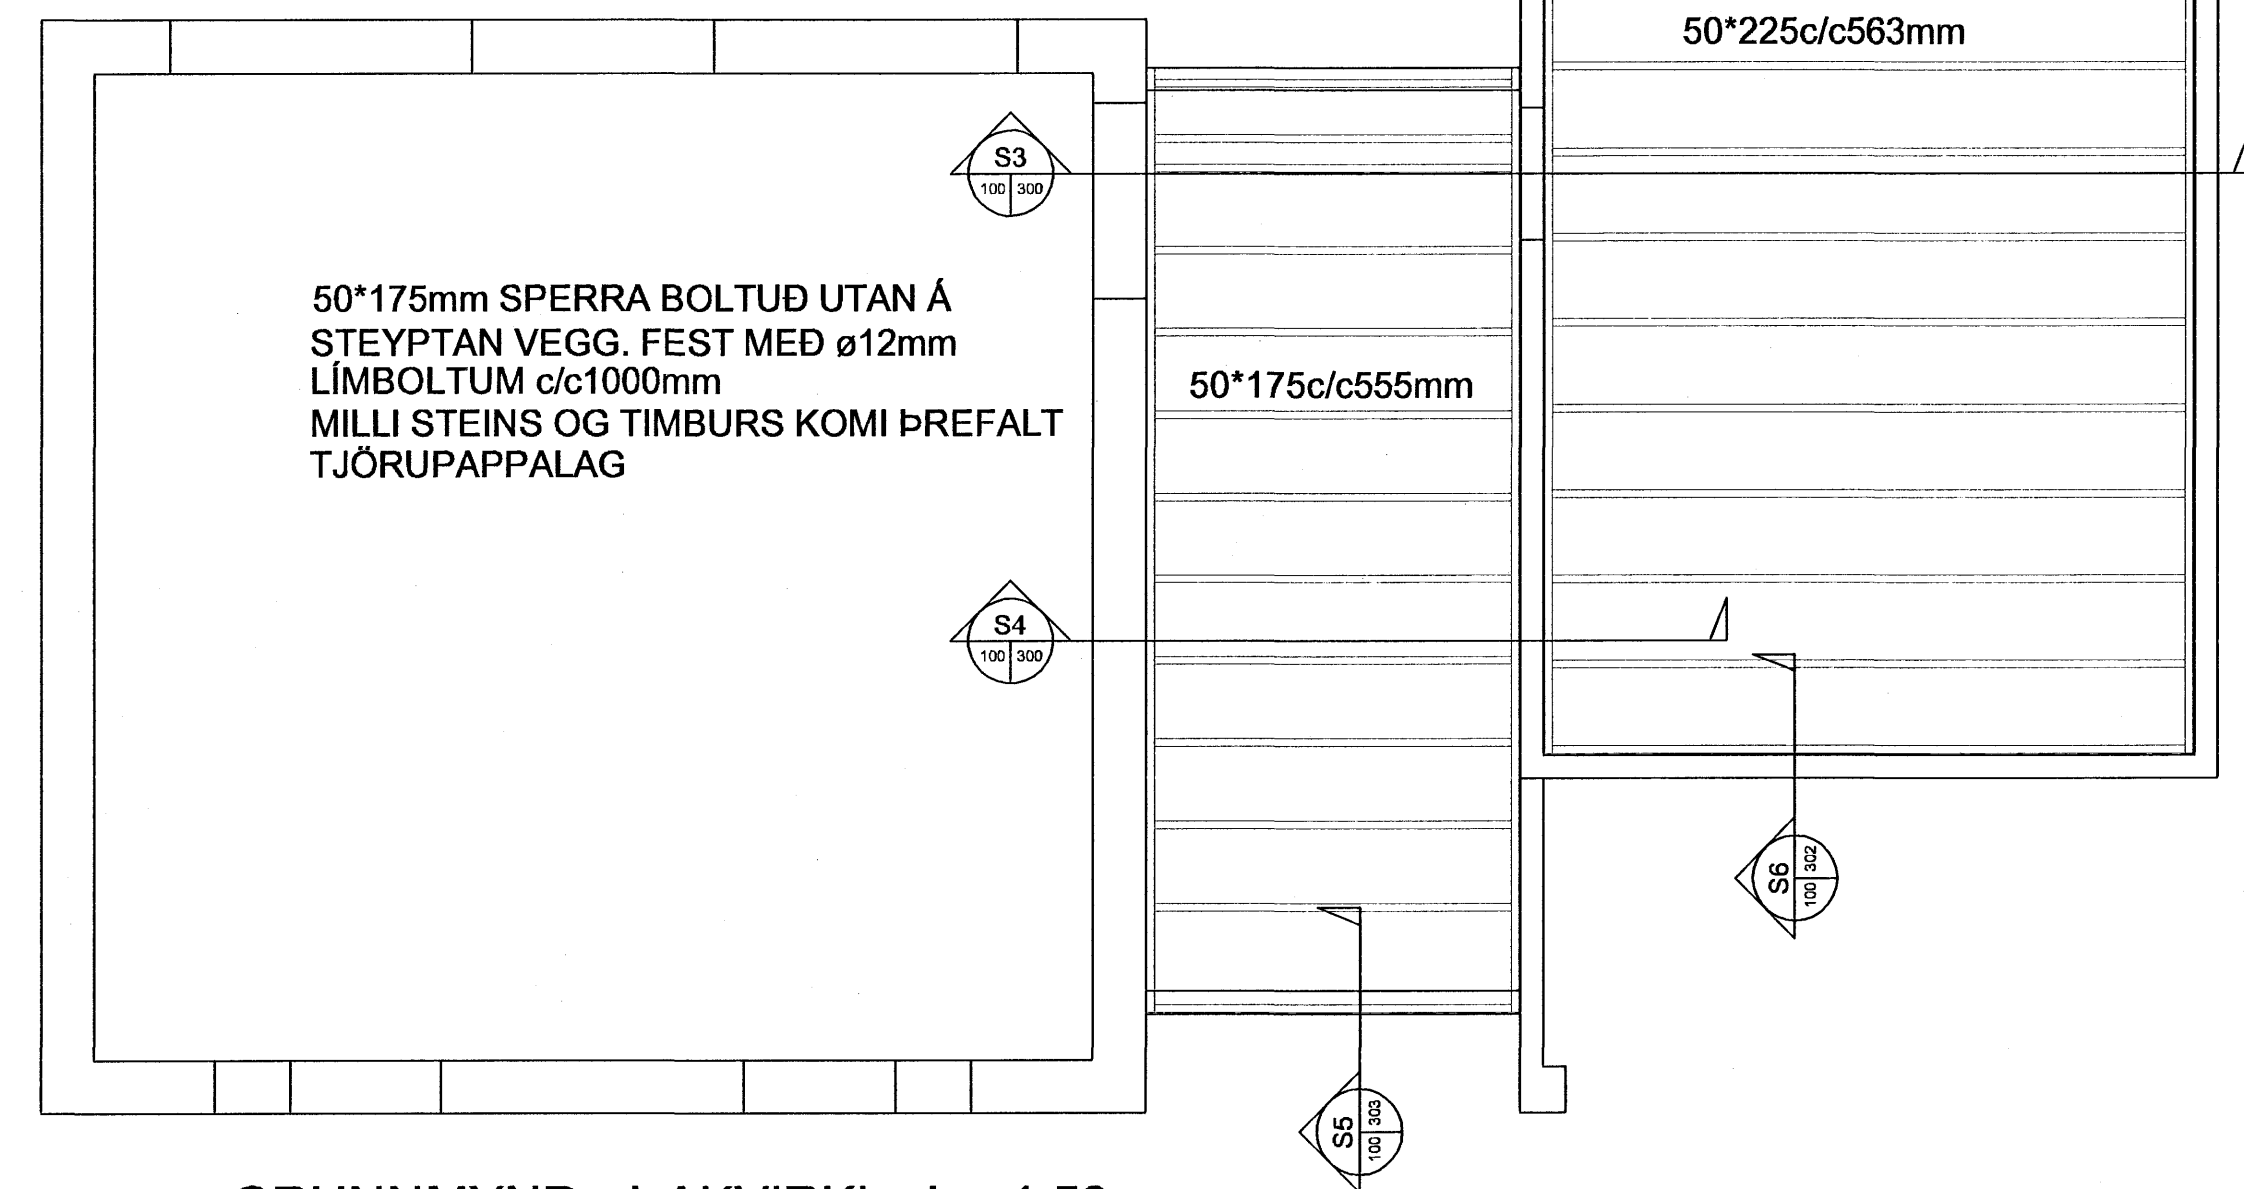 50*225c/c563mm
S3
100 300
50*175mm SPERRA BOLTUÐ UTAN Á
STEYPTAN VEGG. FEST MEÐ ø12mm
LÍMBOLTUM c/c1000mm
MILLI STEINS OG TIMBURS KOMI ÞREFALT
TJÖRUPAPPALAG
50*175c/c555mm
S4
100 300
S6
100 302
S5
100 303